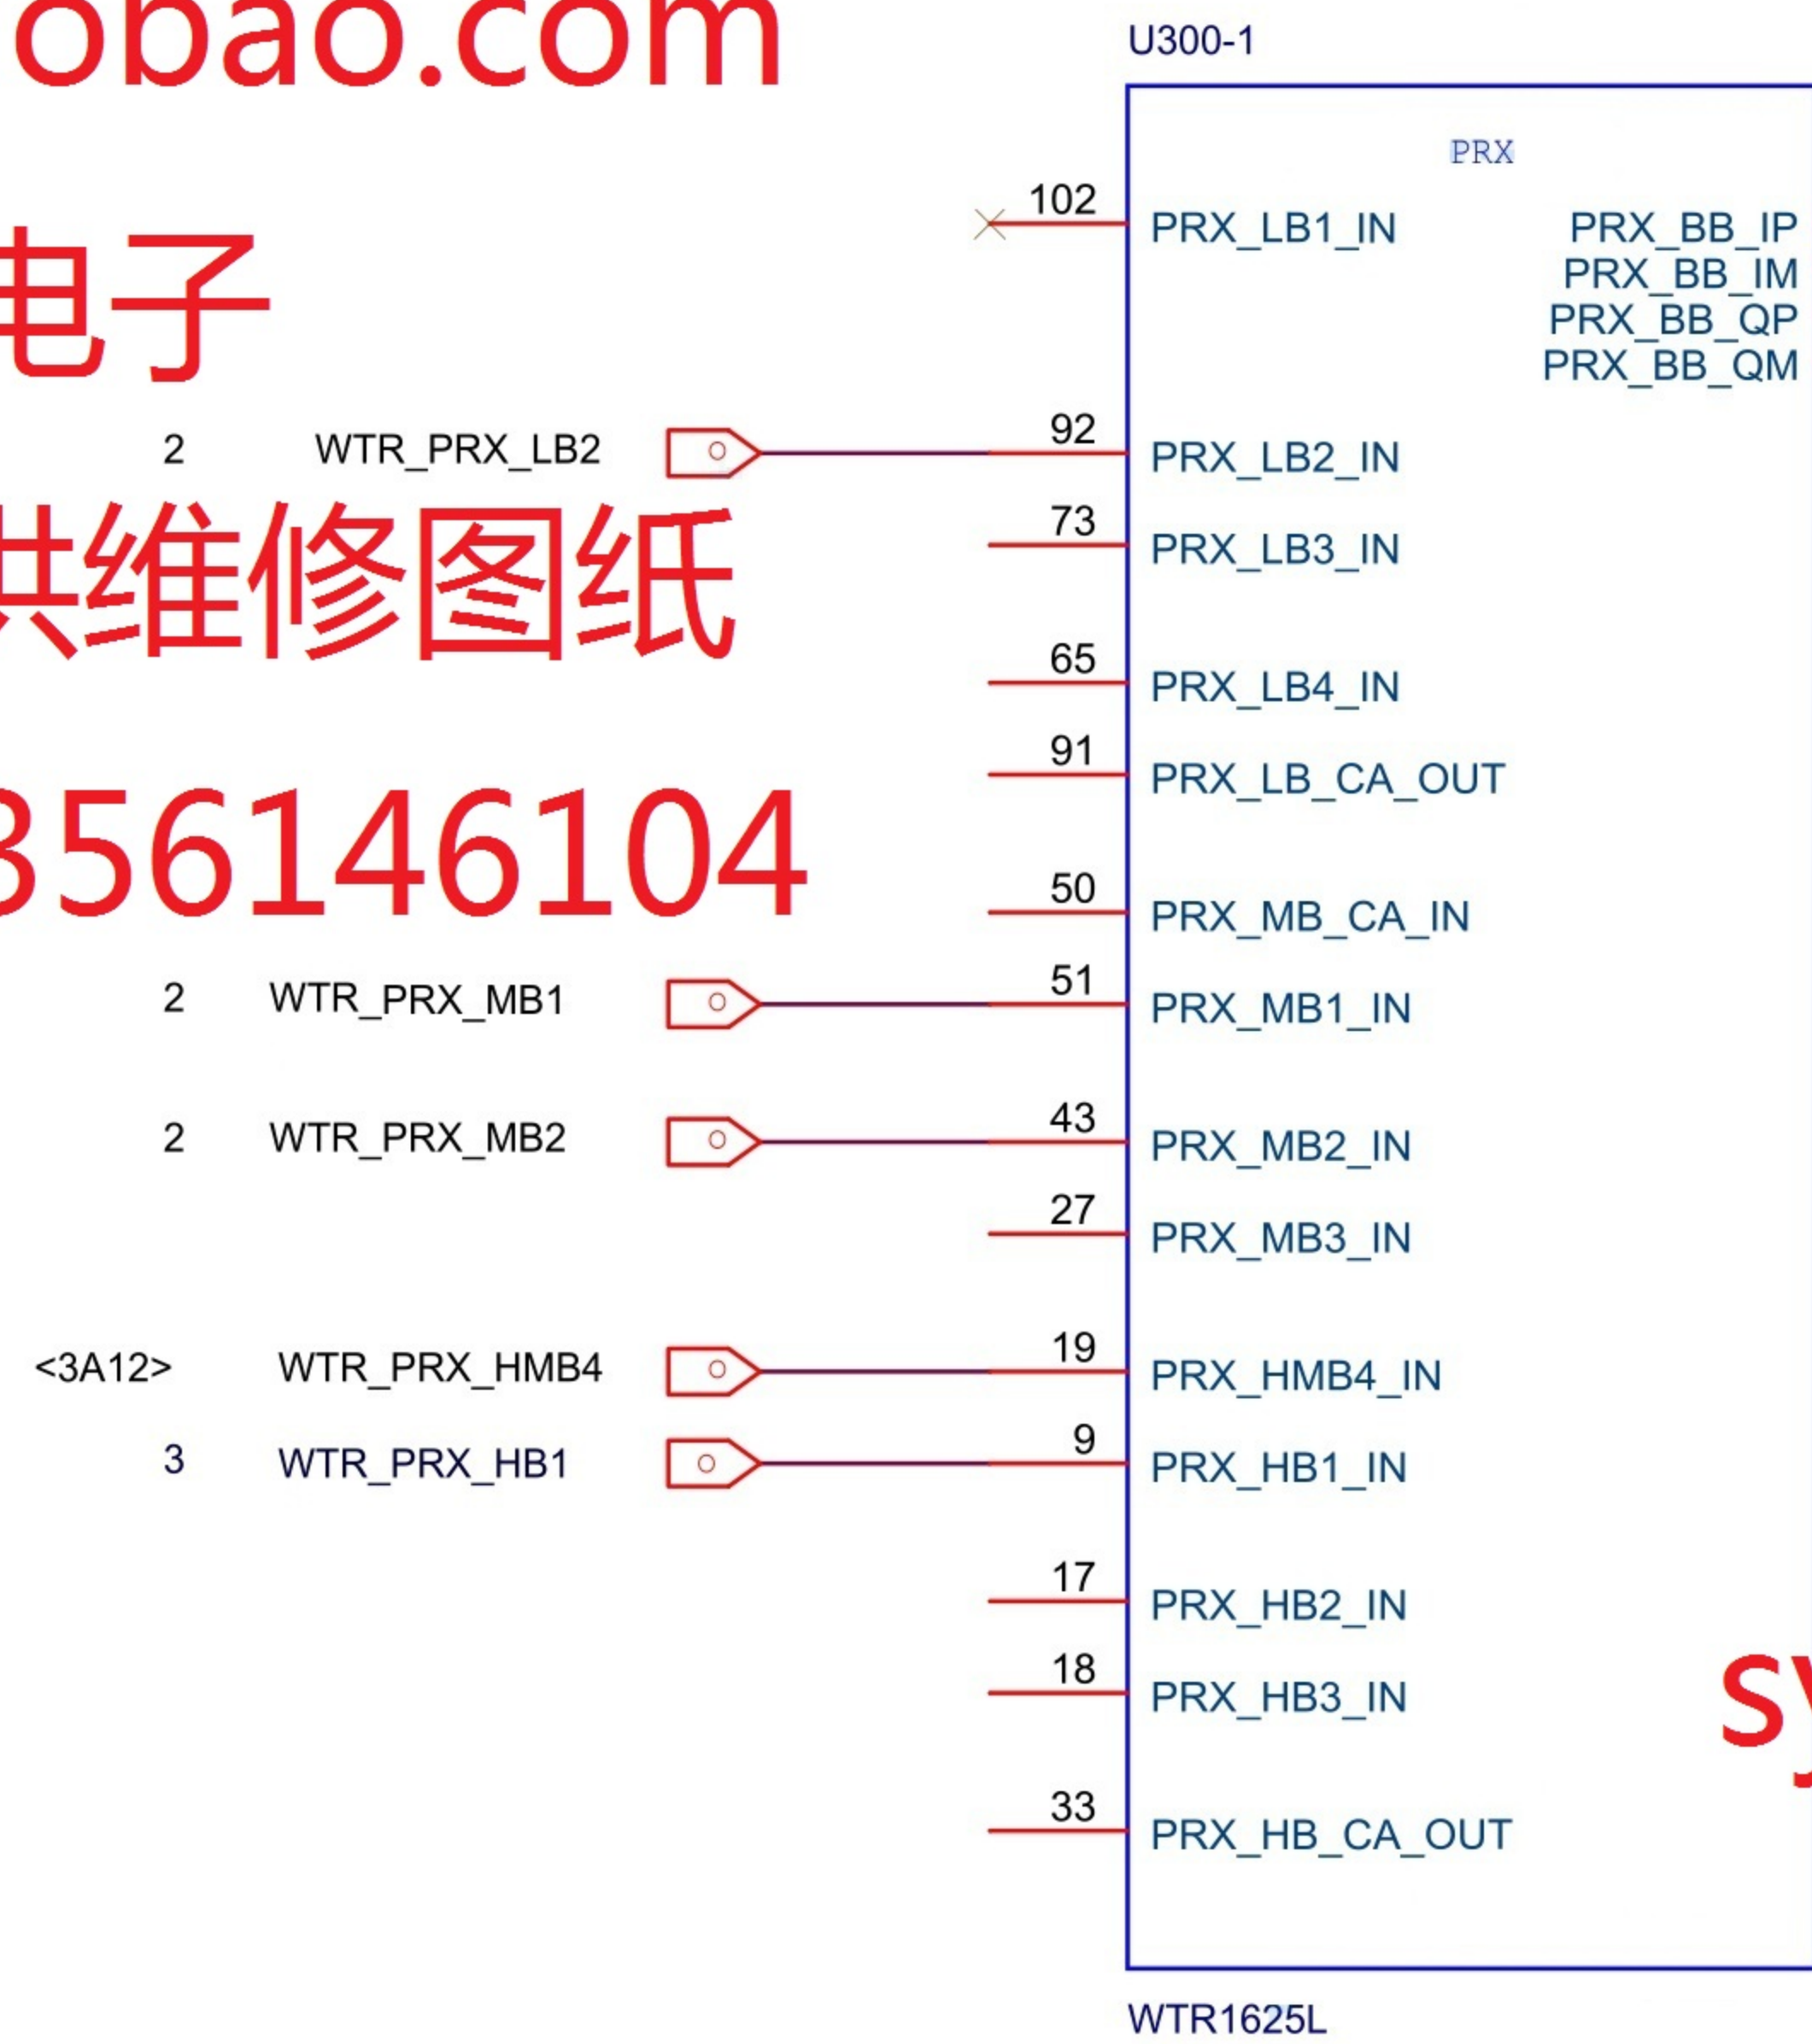 obao.com
U300-1
PRX
102
PRX_LB1_IN
PRX_BB_IP
PRX_BB_IM
PRX_BB_QP
PRX_BB_QM
电子
2 WTR_PRX_LB2 92 PRX_LB2_IN
73 PRX_LB3_IN
供维修图纸
65 PRX_LB4_IN
91 PRX_LB_CA_OUT
356146104
50 PRX_MB_CA_IN
2 WTR_PRX_MB1 51 PRX_MB1_IN
2 WTR_PRX_MB2 43 PRX_MB2_IN
27 PRX_MB3_IN
<3A12> WTR_PRX_HMB4 19 PRX_HMB4_IN
3 WTR_PRX_HB1 9 PRX_HB1_IN
17 PRX_HB2_IN
18 PRX_HB3_IN
sy
33 PRX_HB_CA_OUT
WTR1625L